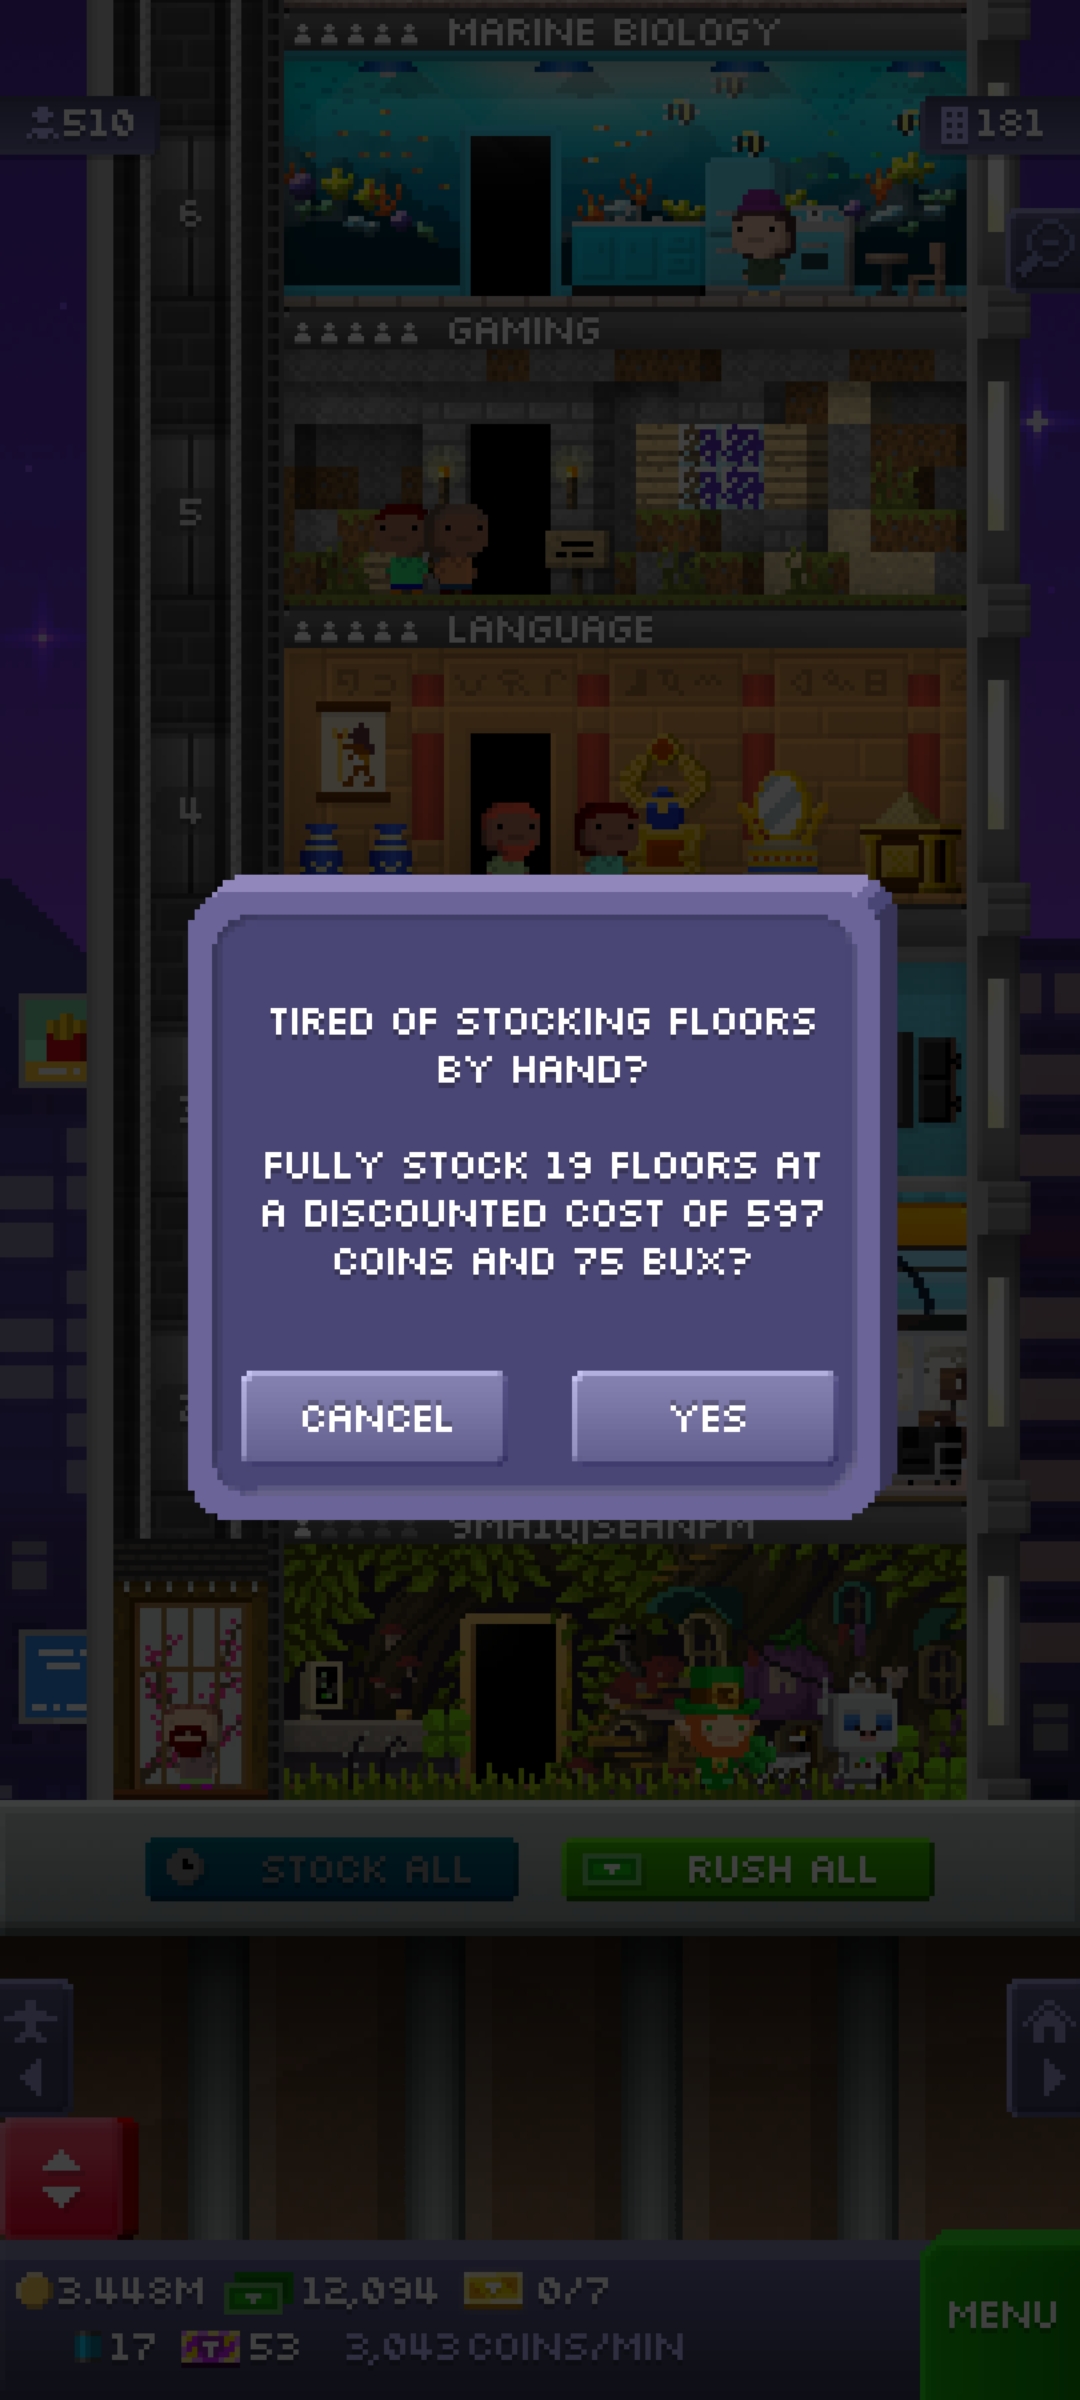 MARINE BIOLOGY
510
181
6
GAMING
5
LANGUAGE
4
TIRED OF STOCKING FLOORS
BY HAND?
FULLY STOCK 19 FLOORS AT
A DISCOUNTED COST OF 597
COINS AND 75 BUX?
CANCEL
YES
STOCK ALL
RUSH ALL
3.448M
12,094
0/7
17
53
3,043 COINS/MIN
MENU